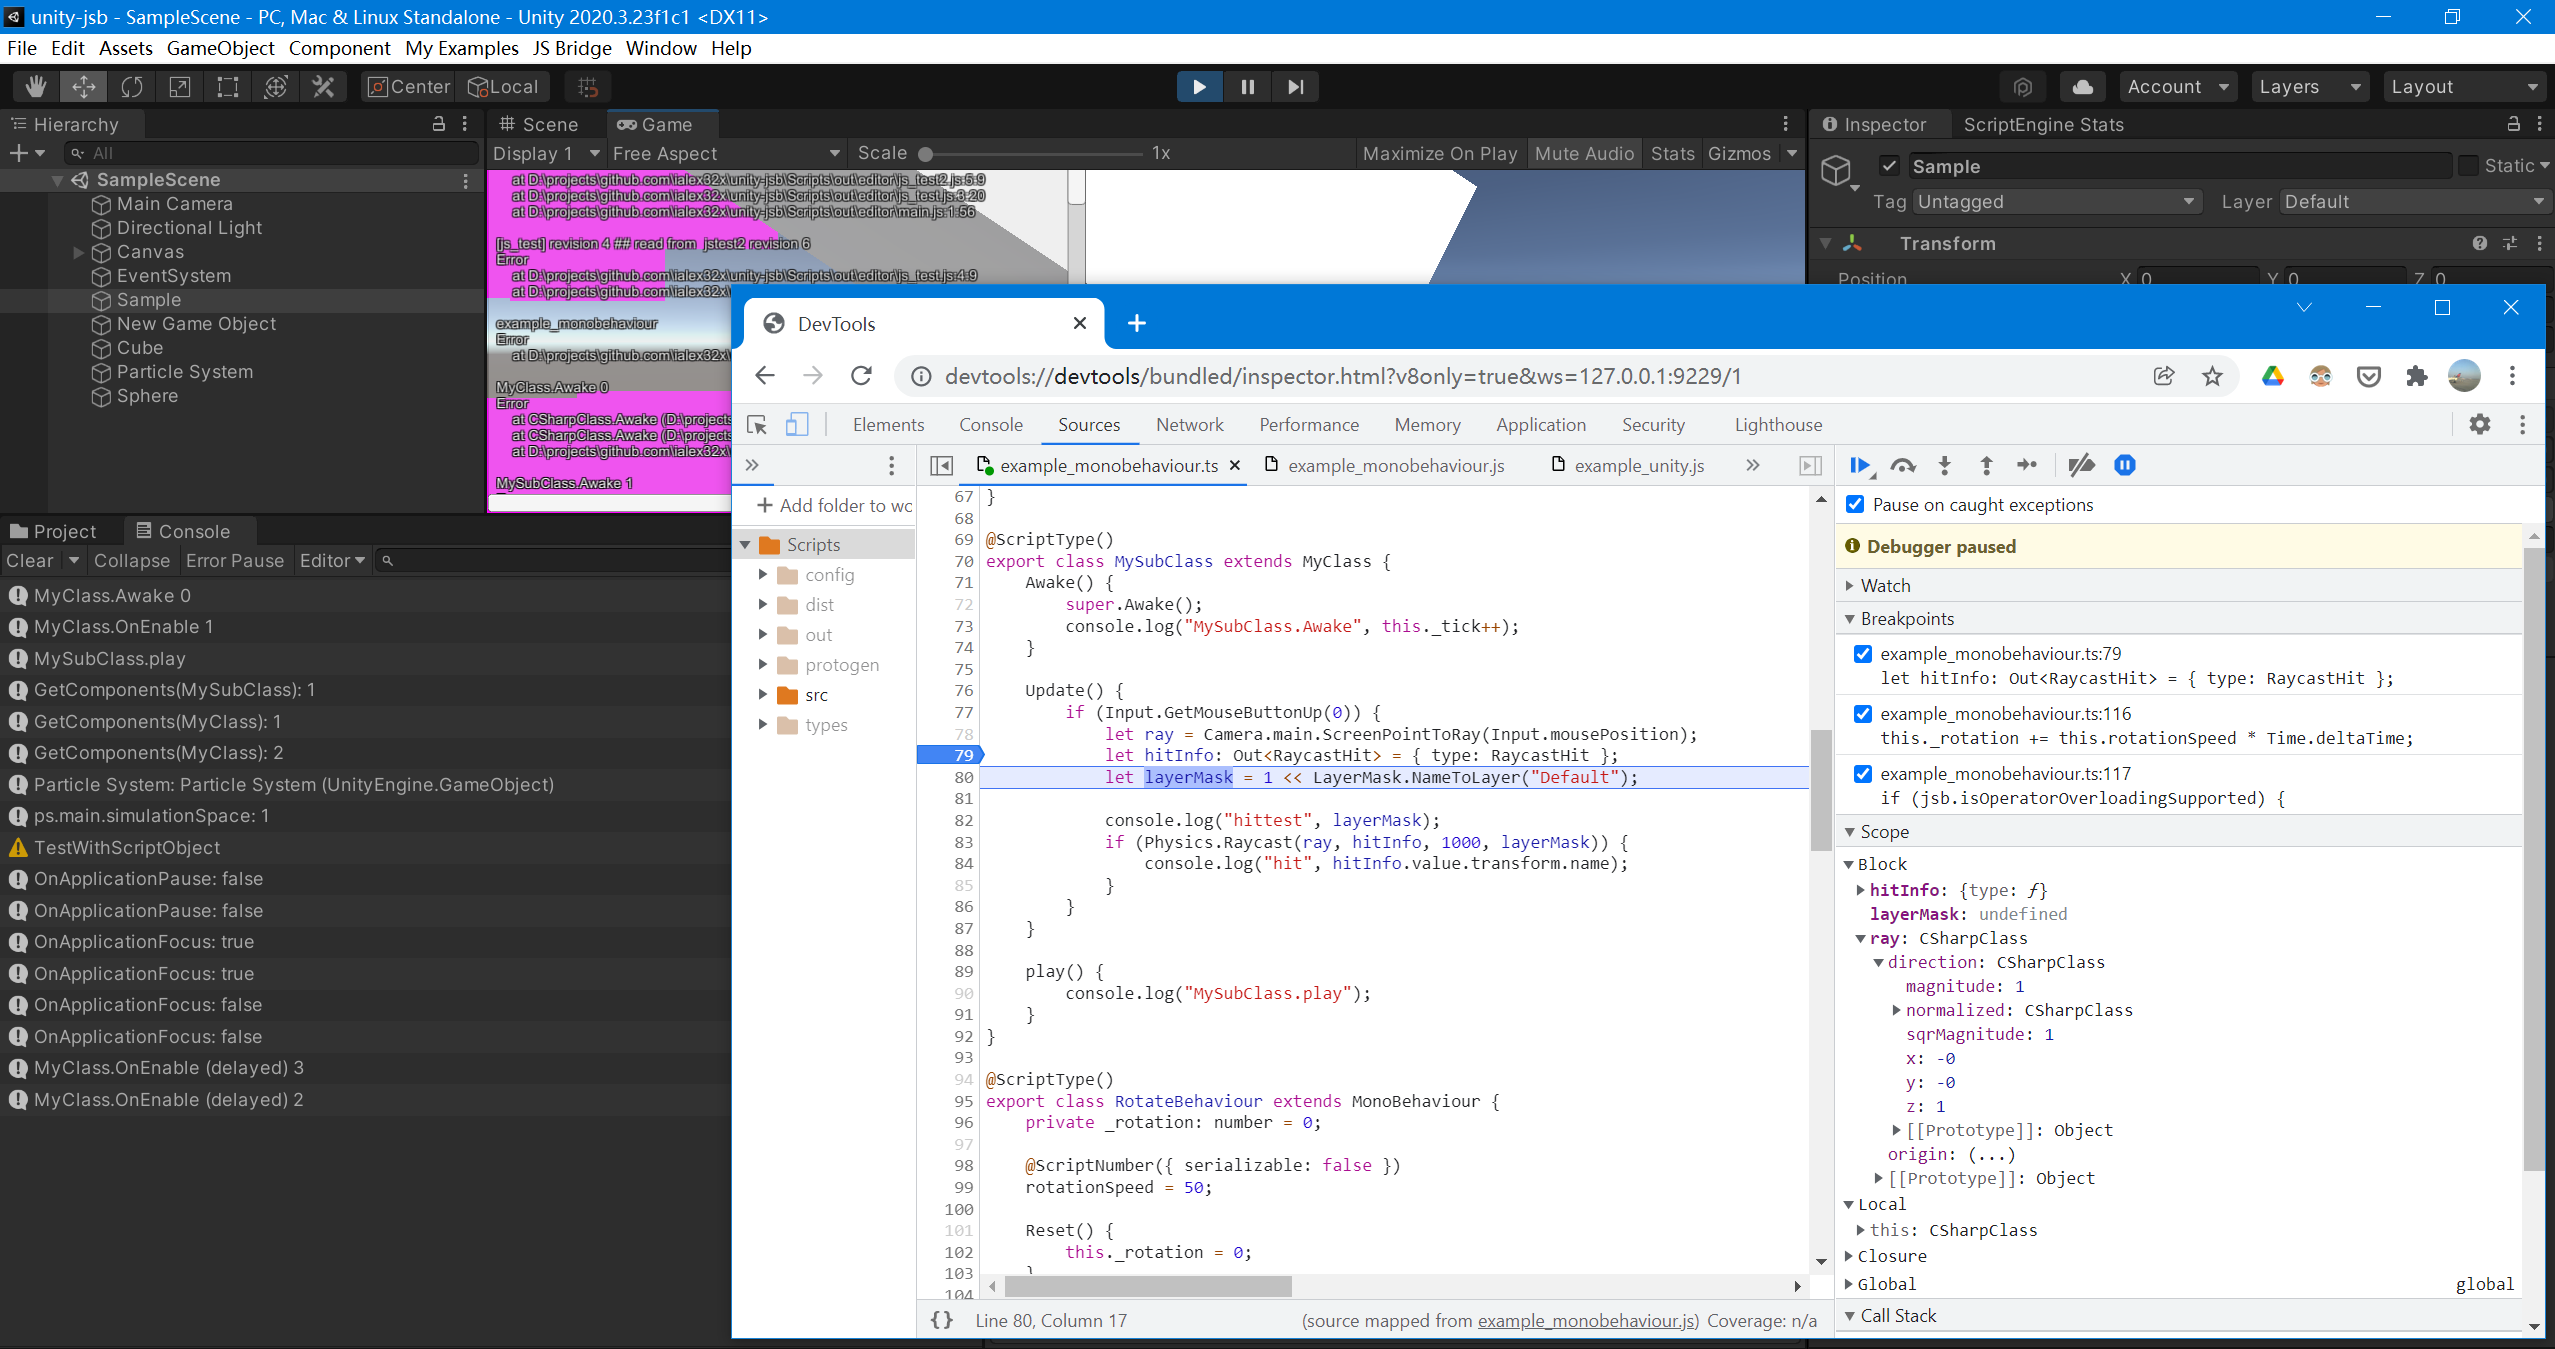 unity-jsb - SampleScene - PC, Mac & Linux Standalone - Unity 2020.3.23f1c1 <DX11>
File Edit Assets GameObject Component My Examples JS Bridge Window Help
Center Local
Account Layers Layout
Hierarchy
All
SampleScene
Main Camera
Directional Light
Canvas
EventSystem
Sample
New Game Object
Cube
Particle System
Sphere
Scene Game
Display 1 Free Aspect Scale 1x Maximize On Play Mute Audio Stats Gizmos
at D:\projects\github.com\ialex32x\unity-jsb\Scripts\out\editor\js_test2.js:5:9
at D:\projects\github.com\ialex32x\unity-jsb\Scripts\out\editor\js_test.js:3:20
at D:\projects\github.com\ialex32x\unity-jsb\Scripts\out\editor\main.js:1:56
[js_test] revision 4 ## read from jstest2 revision 6
Error
at D:\projects\github.com\ialex32x\unity-jsb\Scripts\out\editor\js_test.js:4:9
at D:\projects\github.com\ialex32x\
example_monobehaviour
Error
at D:\projects\github.com\ialex32x\
MyClass.Awake 0
Error
at CSharpClass.Awake (D:\projects
at CSharpClass.Awake (D:\projects
at D:\projects\github.com\ialex32x\
MySubClass.Awake 1
Inspector ScriptEngine Stats
Sample Static
Tag Untagged Layer Default
Transform
Position X 0 Y 0 Z 0
Project Console
Clear Collapse Error Pause Editor
MyClass.Awake 0
MyClass.OnEnable 1
MySubClass.play
GetComponents(MySubClass): 1
GetComponents(MyClass): 1
GetComponents(MyClass): 2
Particle System: Particle System (UnityEngine.GameObject)
ps.main.simulationSpace: 1
TestWithScriptObject
OnApplicationPause: false
OnApplicationPause: false
OnApplicationFocus: true
OnApplicationFocus: true
OnApplicationFocus: false
OnApplicationFocus: false
MyClass.OnEnable (delayed) 3
MyClass.OnEnable (delayed) 2
DevTools
devtools://devtools/bundled/inspector.html?v8only=true&ws=127.0.0.1:9229/1
Elements Console Sources Network Performance Memory Application Security Lighthouse
example_monobehaviour.ts example_monobehaviour.js example_unity.js
Add folder to wo
Scripts
config
dist
out
protogen
src
types
67 }
68
69 @ScriptType()
70 export class MySubClass extends MyClass {
71 Awake() {
72 super.Awake();
73 console.log("MySubClass.Awake", this._tick++);
74 }
75
76 Update() {
77 if (Input.GetMouseButtonUp(0)) {
78 let ray = Camera.main.ScreenPointToRay(Input.mousePosition);
79 let hitInfo: Out<RaycastHit> = { type: RaycastHit };
80 let layerMask = 1 << LayerMask.NameToLayer("Default");
81
82 console.log("hittest", layerMask);
83 if (Physics.Raycast(ray, hitInfo, 1000, layerMask)) {
84 console.log("hit", hitInfo.value.transform.name);
85 }
86 }
87 }
88
89 play() {
90 console.log("MySubClass.play");
91 }
92 }
93
94 @ScriptType()
95 export class RotateBehaviour extends MonoBehaviour {
96 private _rotation: number = 0;
97
98 @ScriptNumber({ serializable: false })
99 rotationSpeed = 50;
100
101 Reset() {
102 this._rotation = 0;
103 }
104
{} Line 80, Column 17 (source mapped from example_monobehaviour.js) Coverage: n/a
Pause on caught exceptions
Debugger paused
Watch
Breakpoints
example_monobehaviour.ts:79
let hitInfo: Out<RaycastHit> = { type: RaycastHit };
example_monobehaviour.ts:116
this._rotation += this.rotationSpeed * Time.deltaTime;
example_monobehaviour.ts:117
if (jsb.isOperatorOverloadingSupported) {
Scope
Block
hitInfo: {type: ƒ}
layerMask: undefined
ray: CSharpClass
direction: CSharpClass
magnitude: 1
normalized: CSharpClass
sqrMagnitude: 1
x: -0
y: -0
z: 1
[[Prototype]]: Object
origin: (...)
[[Prototype]]: Object
Local
this: CSharpClass
Closure
Global global
Call Stack